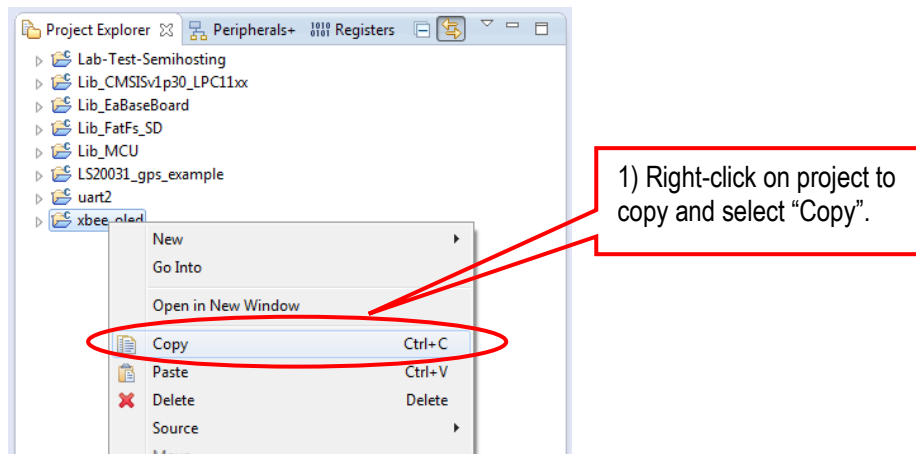 Project Explorer Peripherals+ Registers
Lab-Test-Semihosting
Lib_CMSISv1p30_LPC11xx
Lib_EaBaseBoard
Lib_FatFs_SD
Lib_MCU
LS20031_gps_example
uart2
xbee_oled
1) Right-click on project to
copy and select “Copy”.
New
Go Into
Open in New Window
Copy Ctrl+C
Paste Ctrl+V
Delete Delete
Source